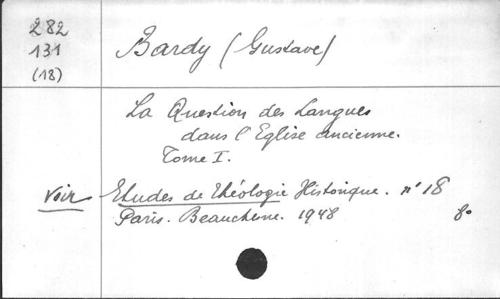 282
131
(18)
Bardy (Gustave)
La Question des Langues
dans l'Eglise ancienne.
Tome I.
voir Etudes de théologie Historique. n° 18
Paris. Beauchesne. 1948 8°